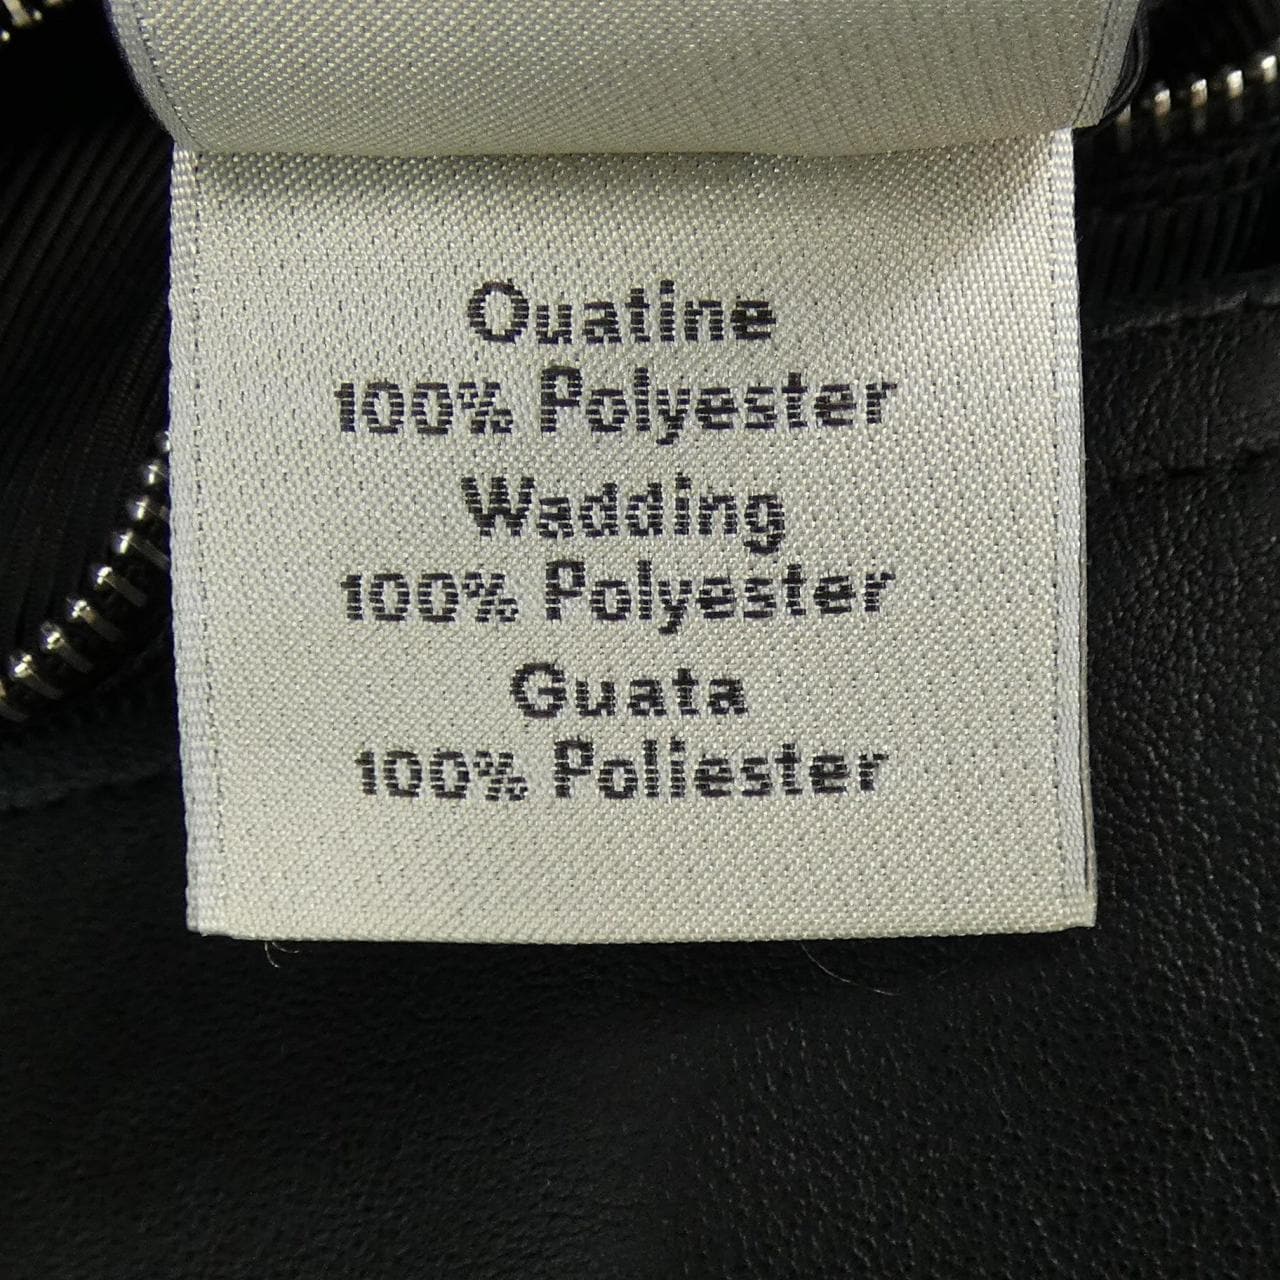 Ouatine
100% Polyester
Wadding
100% Polyester
Guata
100% Poliester